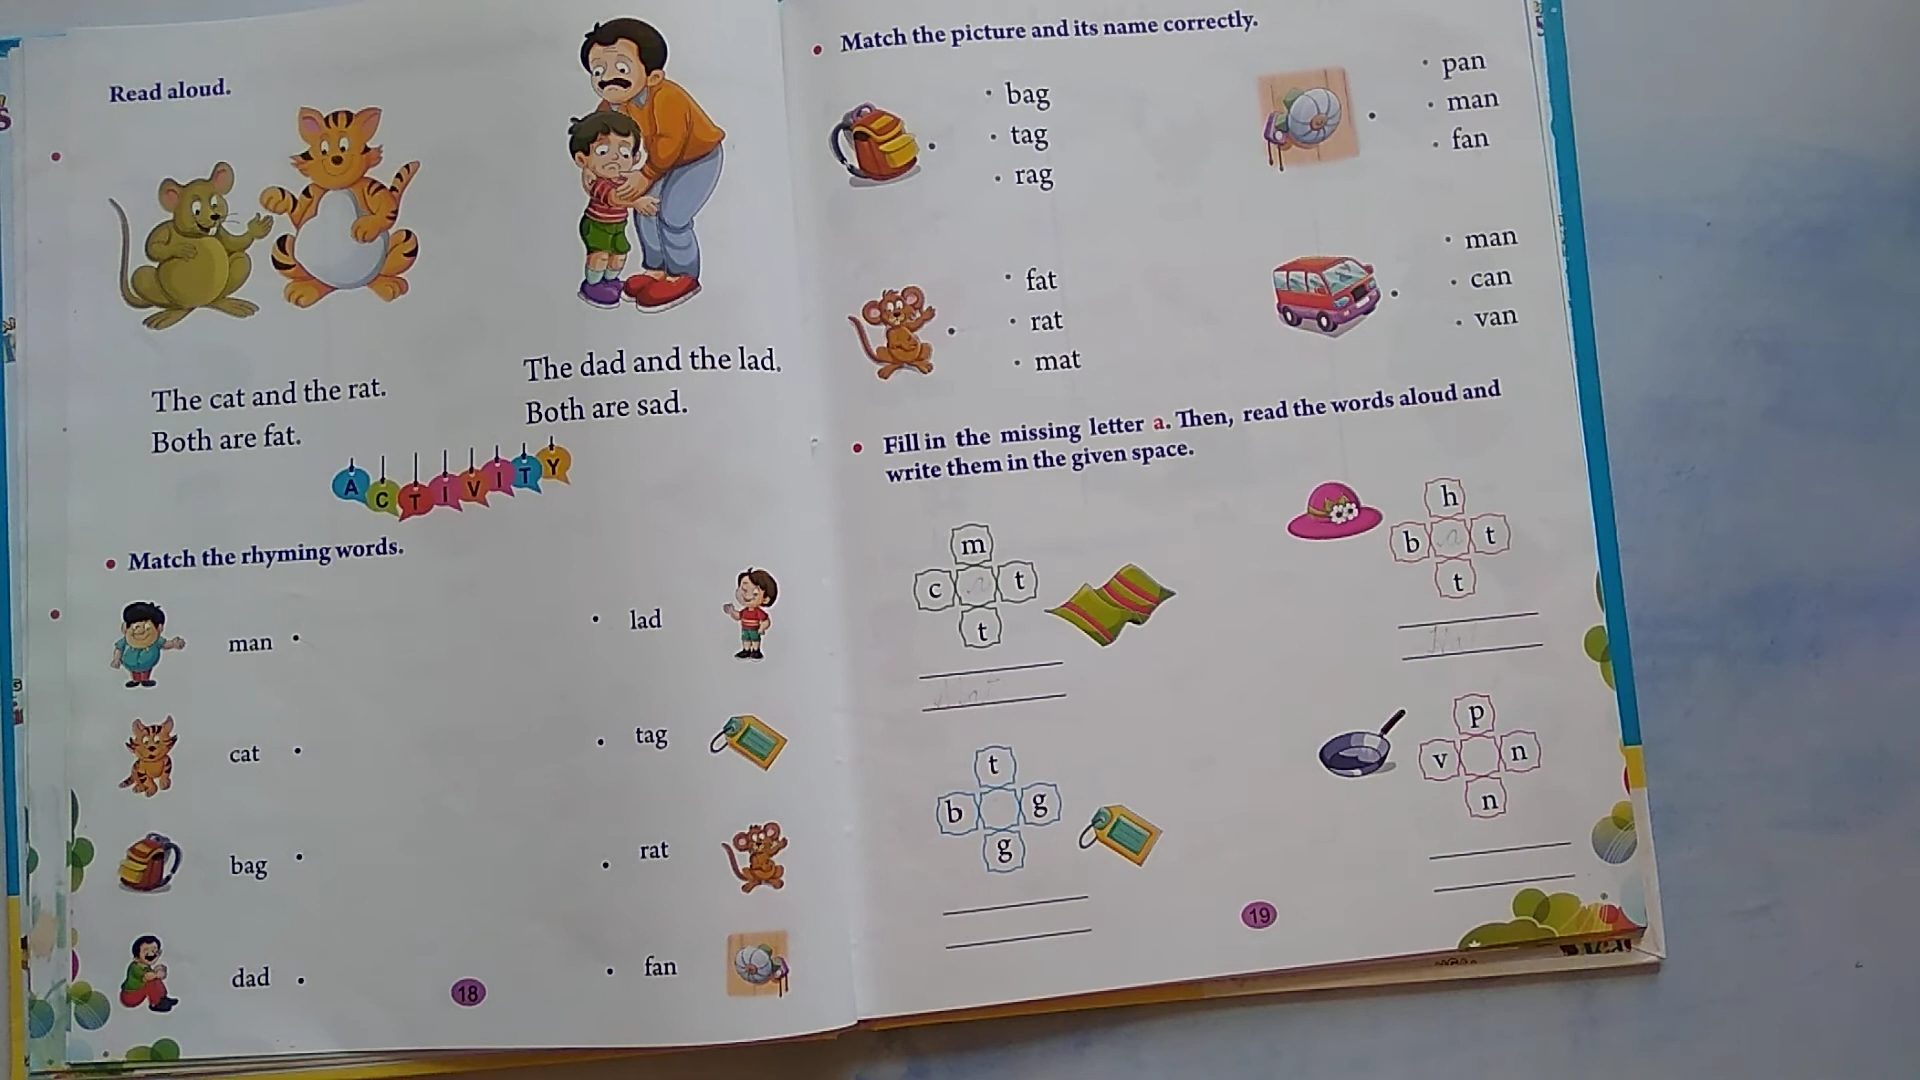 Read aloud.
The cat and the rat.
Both are fat.
The dad and the lad.
Both are sad.
ACTIVITY
Match the rhyming words.
man
lad
cat
tag
bag
rat
dad
fan
18
Match the picture and its name correctly.
bag
tag
rag
pan
man
fan
fat
rat
mat
man
can
van
Fill in the missing letter a. Then, read the words aloud and
write them in the given space.
m
c a t
t
h
b a t
t
t
b g
g
p
v n
n
19